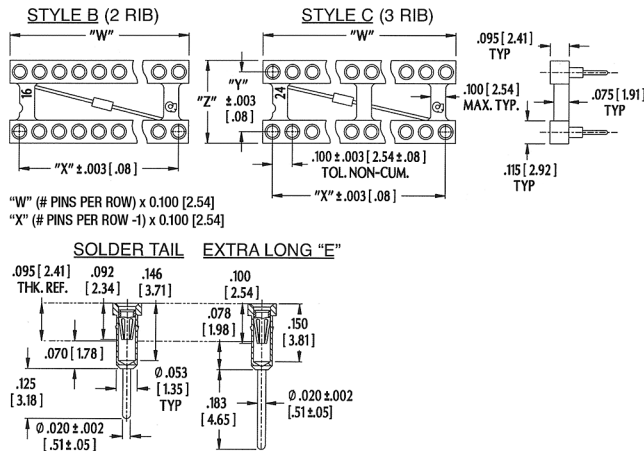 STYLE B (2 RIB)
"W"
16
"X" ±.003 [.08]
"Z"
STYLE C (3 RIB)
"W"
"Y"
±.003
[.08]
24
.100 [2.54]
MAX. TYP.
.100 ±.003 [2.54 ±.08]
TOL. NON-CUM.
"X" ±.003 [.08]
.095 [2.41]
TYP
.075 [1.91]
TYP
.115 [2.92]
TYP
"W" (# PINS PER ROW) x 0.100 [2.54]
"X" (# PINS PER ROW -1) x 0.100 [2.54]
SOLDER TAIL
.095 [2.41]
THK. REF.
.092
[2.34]
.146
[3.71]
.070 [1.78]
.125
[3.18]
Ø .053
[1.35]
TYP
Ø .020 ±.002
[.51±.05]
EXTRA LONG "E"
.100
[2.54]
.078
[1.98]
.150
[3.81]
.183
[4.65]
Ø .020 ±.002
[.51±.05]